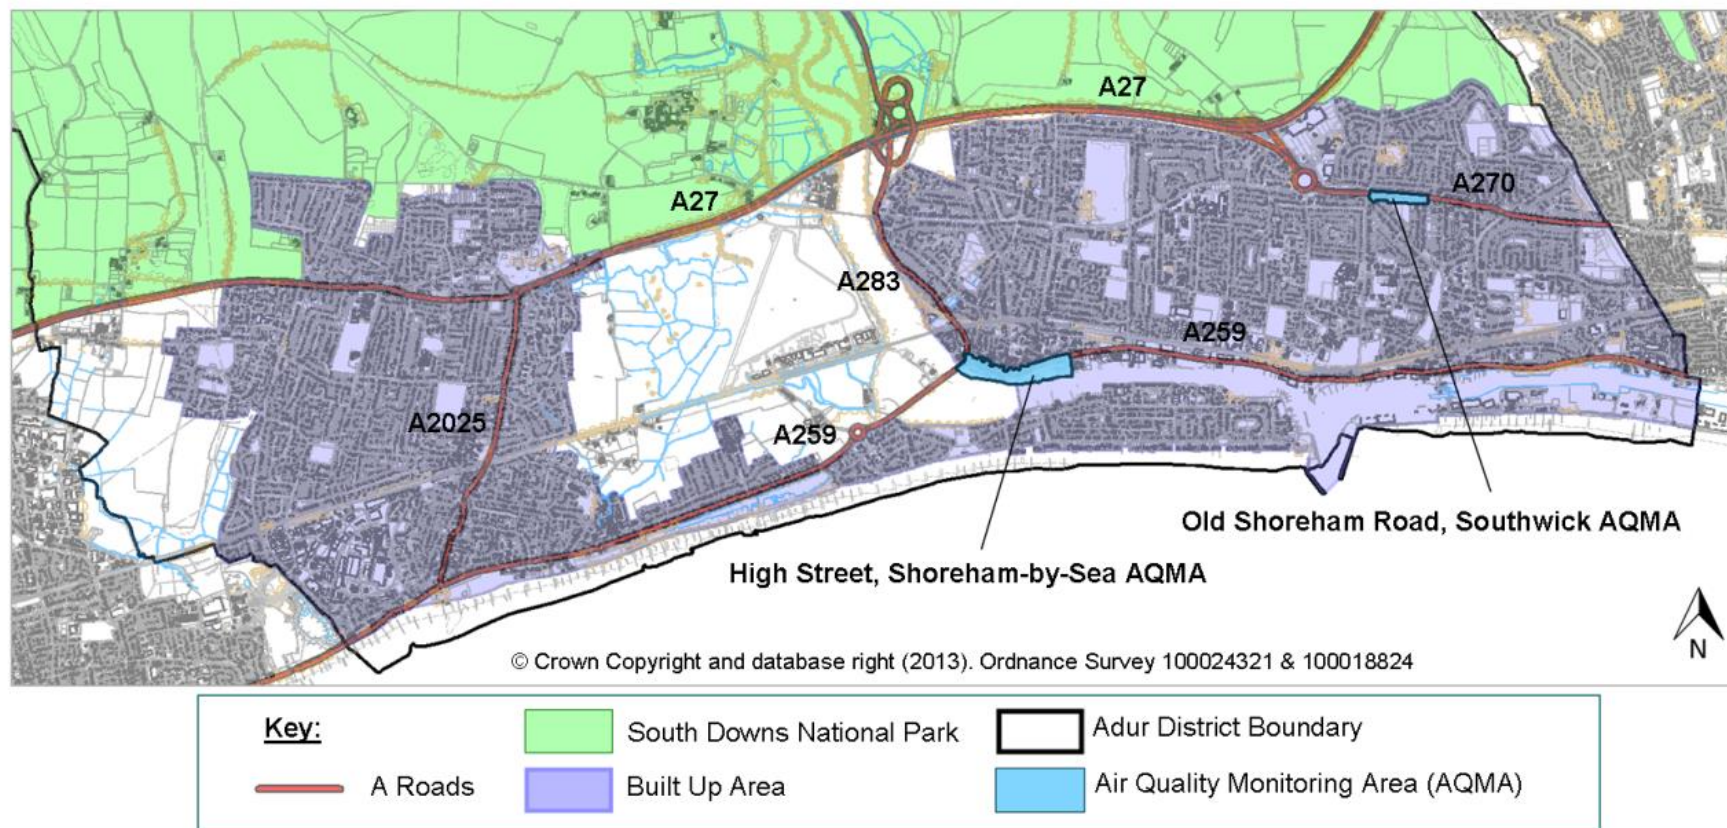 A27
A27
A270
A283
A259
A2025
A259
Old Shoreham Road, Southwick AQMA
High Street, Shoreham-by-Sea AQMA
N
© Crown Copyright and database right (2013). Ordnance Survey 100024321 & 100018824
Key:
South Downs National Park
Adur District Boundary
A Roads
Built Up Area
Air Quality Monitoring Area (AQMA)